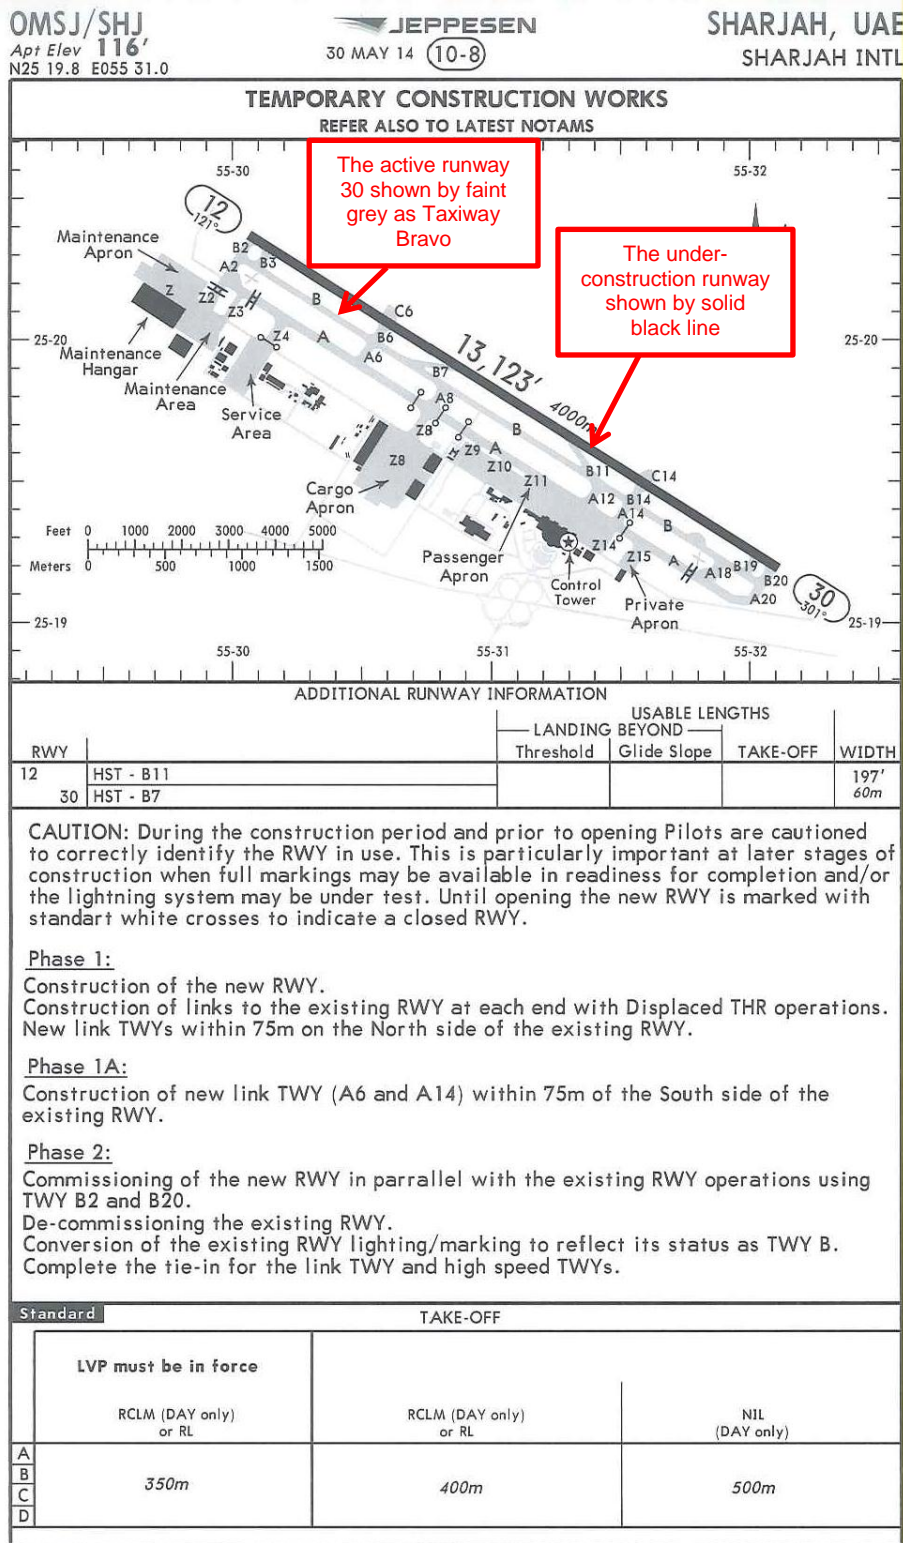 OMSJ/SHJ
Apt Elev 116'
N25 19.8 E055 31.0
JEPPESEN
30 MAY 14 10-8
SHARJAH, UAE
SHARJAH INTL
TEMPORARY CONSTRUCTION WORKS
REFER ALSO TO LATEST NOTAMS
55-30
55-32
The active runway
30 shown by faint
grey as Taxiway
Bravo
The under-
construction runway
shown by solid
black line
12
121°
Maintenance
Apron
B2
A2
B3
Z
Z2
Z3
B
C6
25-20
A
B6
A6
Z4
13,123'
25-20
Maintenance
Hangar
B7
Maintenance
Area
A8
4000m
Service
Area
Z8
B
A
Z9
Z10
Z8
B11
C14
Z11
Cargo
Apron
A12
B14
A14
B
Feet 0 1000 2000 3000 4000 5000
Meters 0 500 1000 1500
Passenger
Apron
Z14
Z15
A
A18
B19
B20
A20
Control
Tower
Private
Apron
30
301°
25-19
25-19
55-30
55-31
55-32
ADDITIONAL RUNWAY INFORMATION
USABLE LENGTHS
LANDING BEYOND
RWY Threshold Glide Slope TAKE-OFF WIDTH
12 HST - B11 197'
30 HST - B7 60m
CAUTION: During the construction period and prior to opening Pilots are cautioned
to correctly identify the RWY in use. This is particularly important at later stages of
construction when full markings may be available in readiness for completion and/or
the lightning system may be under test. Until opening the new RWY is marked with
standart white crosses to indicate a closed RWY.
Phase 1:
Construction of the new RWY.
Construction of links to the existing RWY at each end with Displaced THR operations.
New link TWYs within 75m on the North side of the existing RWY.
Phase 1A:
Construction of new link TWY (A6 and A14) within 75m of the South side of the
existing RWY.
Phase 2:
Commissioning of the new RWY in parrallel with the existing RWY operations using
TWY B2 and B20.
De-commissioning the existing RWY.
Conversion of the existing RWY lighting/marking to reflect its status as TWY B.
Complete the tie-in for the link TWY and high speed TWYs.
Standard
TAKE-OFF
LVP must be in force
RCLM (DAY only)
or RL
RCLM (DAY only)
or RL
NIL
(DAY only)
A
B
C
D
350m
400m
500m